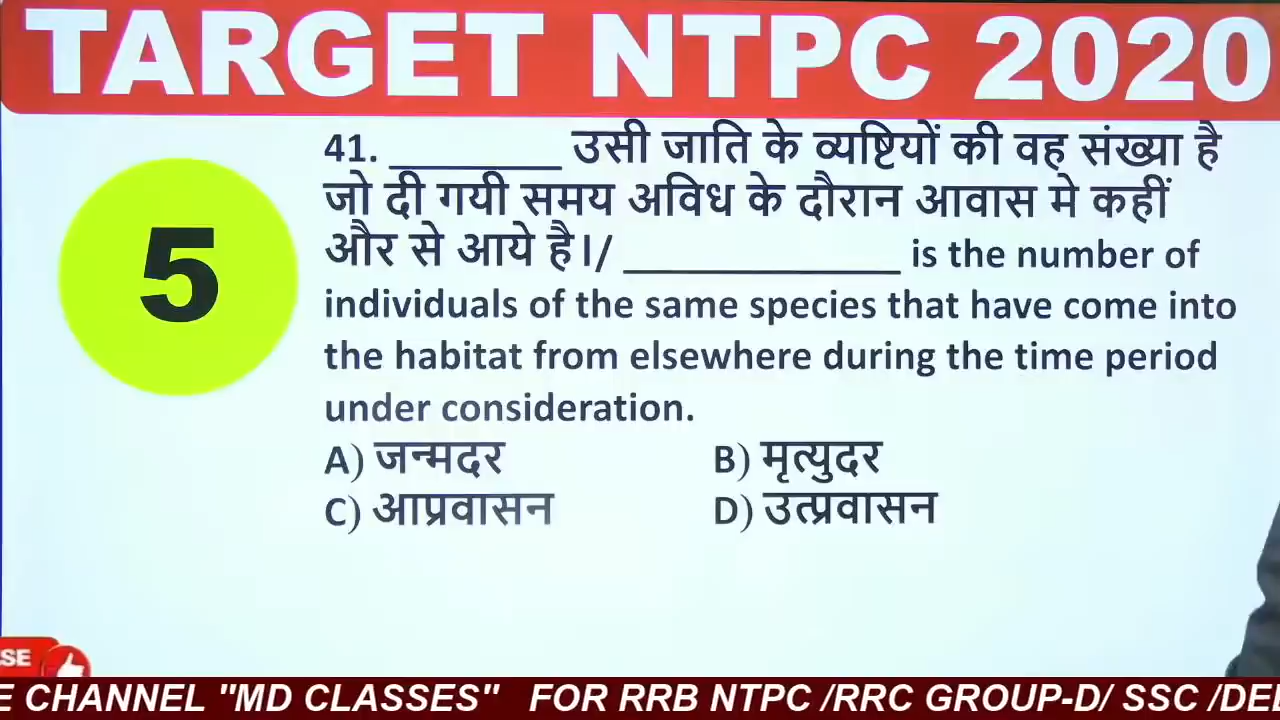 TARGET NTPC 2020
5
41. __________ उसी जाति के व्यष्टियों की वह संख्या है
जो दी गयी समय अविध के दौरान आवास मे कहीं
और से आये है।/ ________________ is the number of
individuals of the same species that have come into
the habitat from elsewhere during the time period
under consideration.
A) जन्मदर B) मृत्युदर
C) आप्रवासन D) उत्प्रवासन
SE
E CHANNEL "MD CLASSES" FOR RRB NTPC /RRC GROUP-D/ SSC /DEL